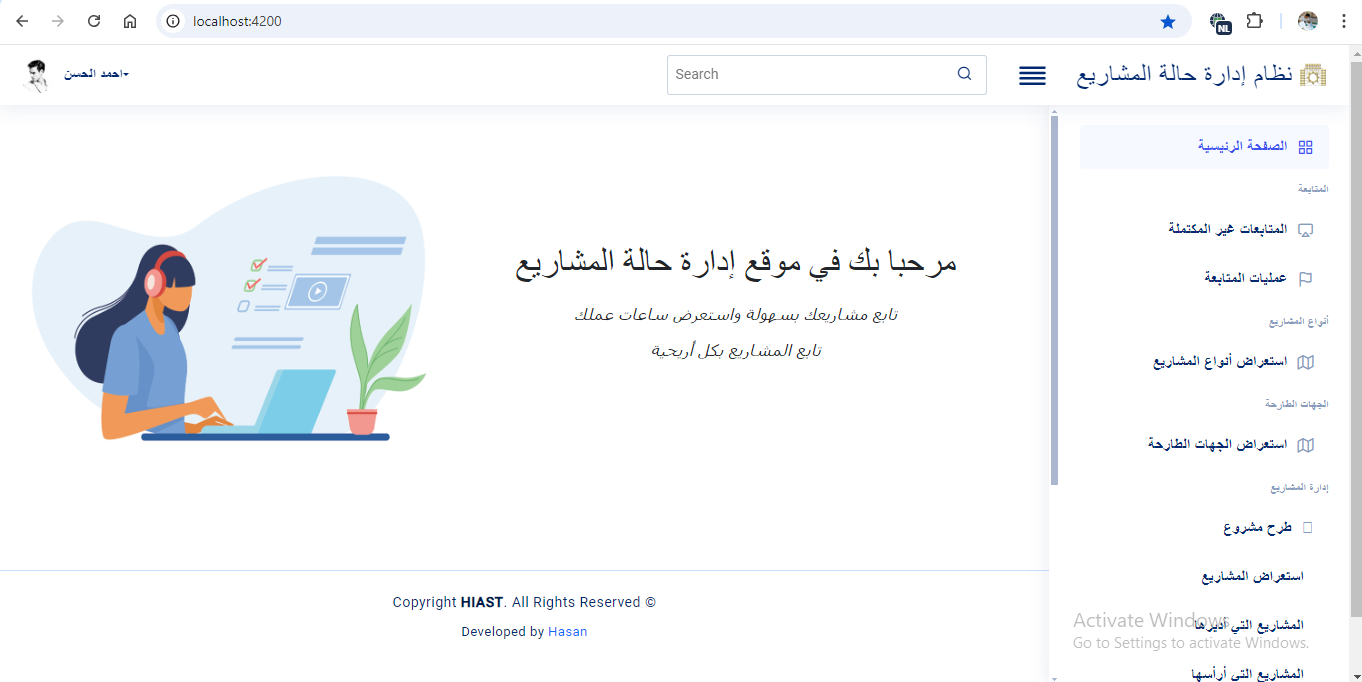 localhost:4200
NL
نظام إدارة حالة المشاريع
Search
احمد الحسن
الصفحة الرئيسية
المتابعة
المتابعات غير المكتملة
عمليات المتابعة
أنواع المشاريع
استعراض أنواع المشاريع
الجهات الطارحة
استعراض الجهات الطارحة
إدارة المشاريع
طرح مشروع
استعراض المشاريع
المشاريع التي أديرها
المشاريع التي أرأسها
مرحبا بك في موقع إدارة حالة المشاريع
تابع مشاريعك بسهولة واستعرض ساعات عملك
تابع المشاريع بكل أريحية
Copyright HIAST. All Rights Reserved ©
Developed by Hasan
Activate Windows
Go to Settings to activate Windows.